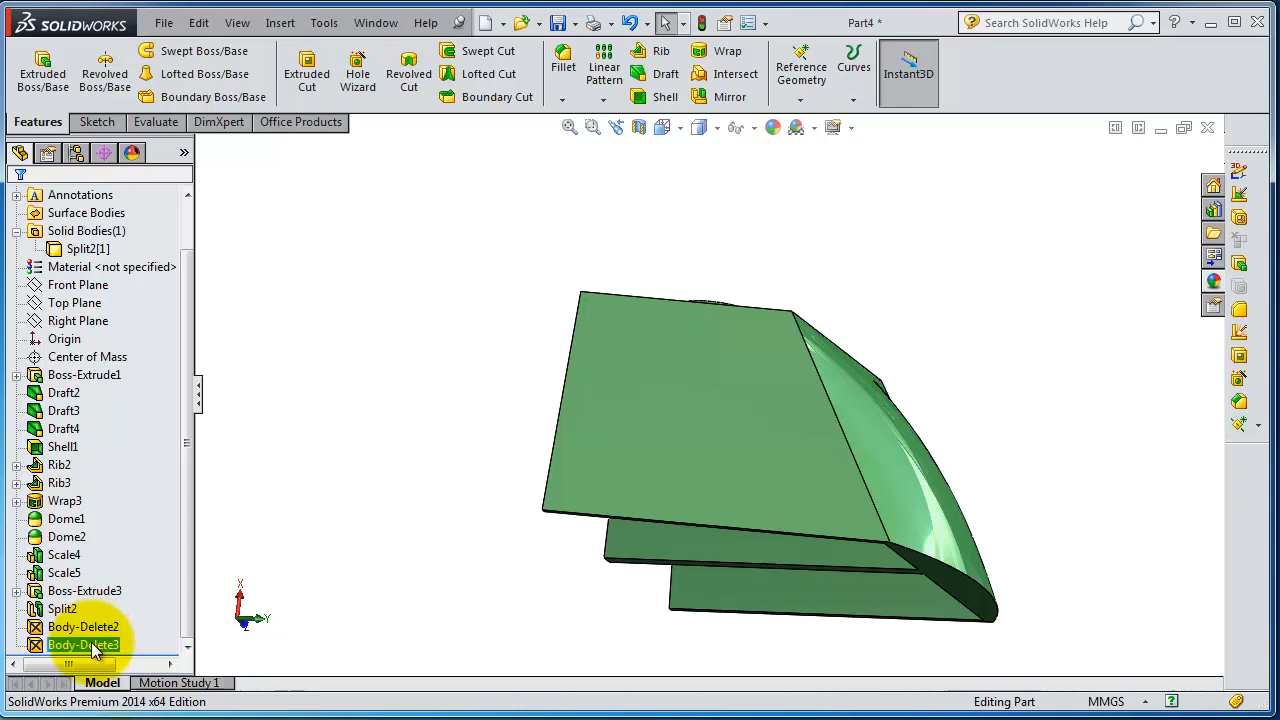 SOLIDWORKS File Edit View Insert Tools Window Help Part4 * Search SolidWorks Help
Extruded Boss/Base
Revolved Boss/Base
Swept Boss/Base
Lofted Boss/Base
Boundary Boss/Base
Extruded Cut
Hole Wizard
Revolved Cut
Swept Cut
Lofted Cut
Boundary Cut
Fillet
Linear Pattern
Rib
Draft
Shell
Wrap
Intersect
Mirror
Reference Geometry
Curves
Instant3D
Features Sketch Evaluate DimXpert Office Products
Annotations
Surface Bodies
Solid Bodies(1)
Split2[1]
Material <not specified>
Front Plane
Top Plane
Right Plane
Origin
Center of Mass
Boss-Extrude1
Draft2
Draft3
Draft4
Shell1
Rib2
Rib3
Wrap3
Dome1
Dome2
Scale4
Scale5
Boss-Extrude3
Split2
Body-Delete2
Body-Delete3
X
Y
Z
Model Motion Study 1
SolidWorks Premium 2014 x64 Edition Editing Part MMGS